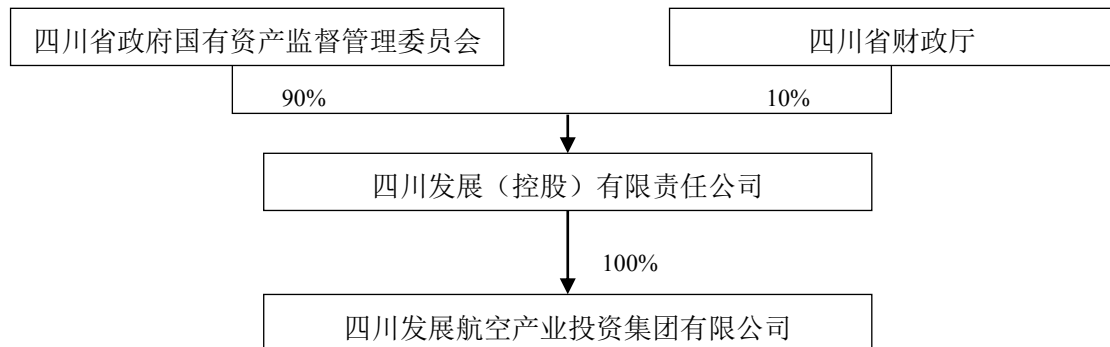 四川省政府国有资产监督管理委员会
四川省财政厅
90%
10%
四川发展（控股）有限责任公司
100%
四川发展航空产业投资集团有限公司